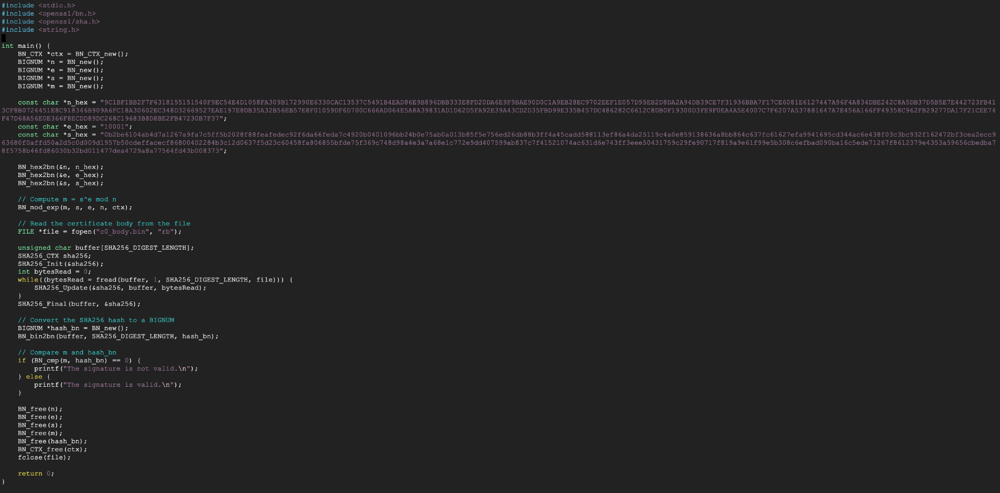 #include <stdio.h>
#include <openssl/bn.h>
#include <openssl/sha.h>
#include <string.h>
int main() {
    BN_CTX *ctx = BN_CTX_new();
    BIGNUM *n = BN_new();
    BIGNUM *e = BN_new();
    BIGNUM *s = BN_new();
    BIGNUM *m = BN_new();
    const char *n_hex = "9C1BF1BB2F7F6318155151540F9EC54E4D1058FA309B172990E6330CAC13537C5491B4EAD86E9B896DBB333E8FD20DA6E9F9BAE90D0C1A9EB28EC9702EEF1E057D95EB2D8DA2A94DB39CE7F31936BBA7F17CE6081E6127447A96F4A834DBE242C8A5DB37D5B5E7E442723FB41
3CF8B0724451E8C918346B909A6FC18A30602EC348D32669527EAE197E8DB35A32B56EB57E8F01059DF6D700C666AD064E5A8A39831AD1D62D5FA92E39A43CD2D35FBD99E335B457DC486282C6612C8DB0F19300D3FE9F0EA4A5E4007C7F6207A537881647A7E456A166FF49358C962FB29277DA17F21CEE74
F47D68A56E0E366F8ECDD89DC268C19683B8D8BE2FB47230B7F37";
    const char *e_hex = "10001";
    const char *s_hex = "0b2be6104ab4d7a1267a9fa7c5ff5b2028f88feafedec92f6da66feda7c4920b0401096bb24b0e75ab0a013b85f5e756ed26db88b3ff4a45cadd588113ef86a4da25119c4a0e859138636a8bb864c637fc61627efa9941695cd344ac6e438f03c3bc932f162472bf3cea2ecc9
63680f0affd50a2d5c0d009d1957b50cdeffacecf86800402284b3c12d0637f5d23c60458fa806855bfde75f369c748d98a4e3a7a68e1c772e9dd407599ab837c7f41521074ac631d6e743ff3eee50431759c29fe90717f819a9e61f99e5b308c6efbad090ba16c5ede71267f8612379e4353a59656cbedba7
8f5758b46fd86030b32bd011477dea4729a8a77564fd43b008373";
    BN_hex2bn(&n, n_hex);
    BN_hex2bn(&e, e_hex);
    BN_hex2bn(&s, s_hex);
    // Compute m = s^e mod n
    BN_mod_exp(m, s, e, n, ctx);
    // Read the certificate body from the file
    FILE *file = fopen("c0_body.bin", "rb");
    unsigned char buffer[SHA256_DIGEST_LENGTH];
    SHA256_CTX sha256;
    SHA256_Init(&sha256);
    int bytesRead = 0;
    while((bytesRead = fread(buffer, 1, SHA256_DIGEST_LENGTH, file))) {
        SHA256_Update(&sha256, buffer, bytesRead);
    }
    SHA256_Final(buffer, &sha256);
    // Convert the SHA256 hash to a BIGNUM
    BIGNUM *hash_bn = BN_new();
    BN_bin2bn(buffer, SHA256_DIGEST_LENGTH, hash_bn);
    // Compare m and hash_bn
    if (BN_cmp(m, hash_bn) == 0) {
        printf("The signature is not valid.\n");
    } else {
        printf("The signature is valid.\n");
    }
    BN_free(n);
    BN_free(e);
    BN_free(s);
    BN_free(m);
    BN_free(hash_bn);
    BN_CTX_free(ctx);
    fclose(file);
    return 0;
}